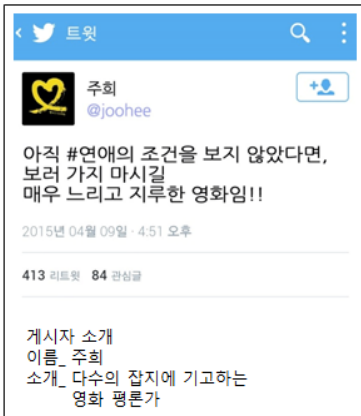 트윗
주희
@joohee
아직 #연애의 조건을 보지 않았다면,
보러 가지 마시길
매우 느리고 지루한 영화임!!
2015년 04월 09일 · 4:51 오후
413 리트윗 84 관심글
게시자 소개
이름_ 주희
소개_ 다수의 잡지에 기고하는
영화 평론가